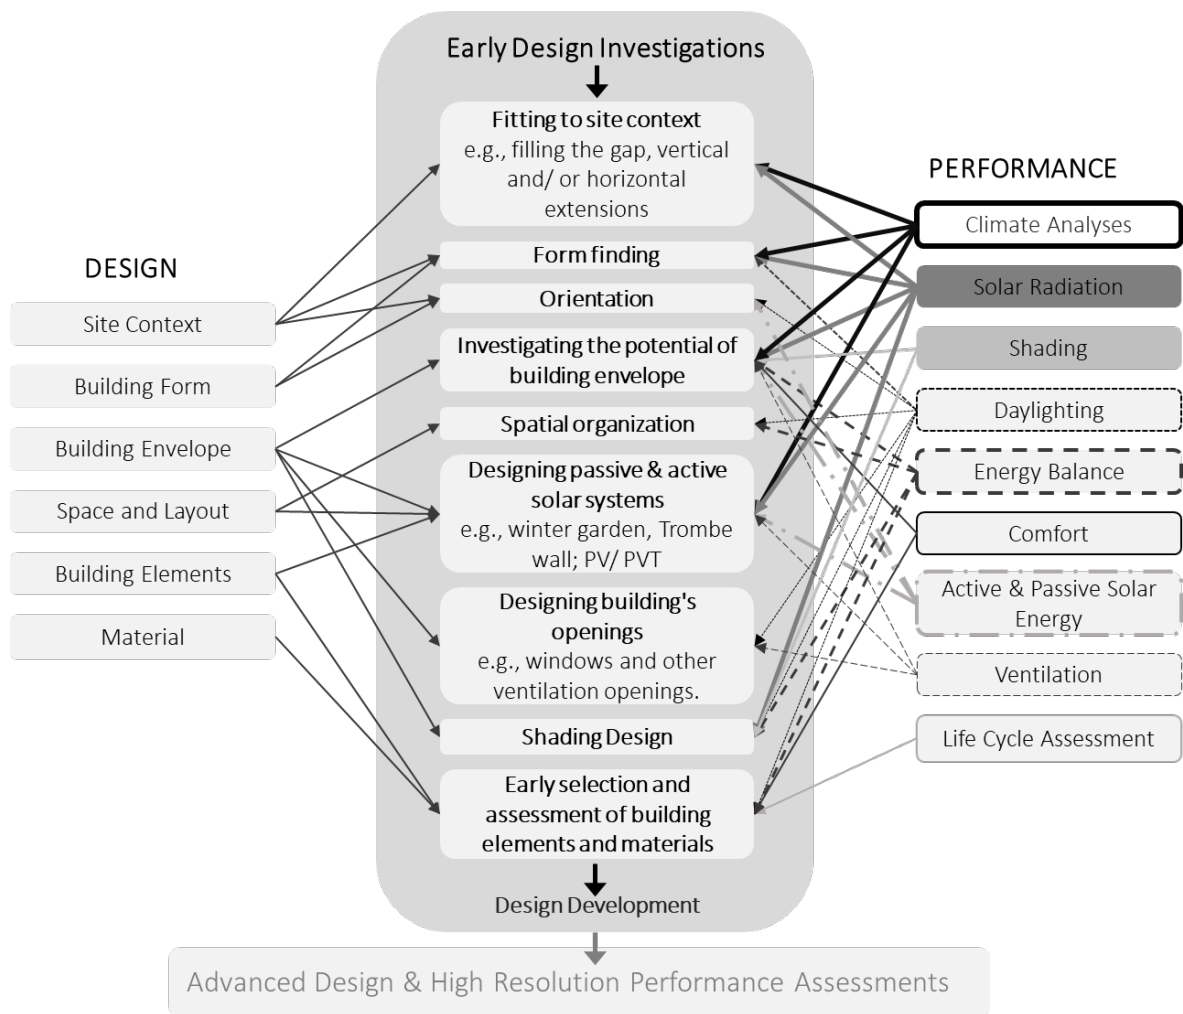 Early Design Investigations
Fitting to site context
e.g., filling the gap, vertical
and/ or horizontal
extensions
Form finding
Orientation
Investigating the potential of
building envelope
Spatial organization
Designing passive & active
solar systems
e.g., winter garden, Trombe
wall; PV/ PVT
Designing building's
openings
e.g., windows and other
ventilation openings.
Shading Design
Early selection and
assessment of building
elements and materials
Design Development
DESIGN
Site Context
Building Form
Building Envelope
Space and Layout
Building Elements
Material
PERFORMANCE
Climate Analyses
Solar Radiation
Shading
Daylighting
Energy Balance
Comfort
Active & Passive Solar
Energy
Ventilation
Life Cycle Assessment
Advanced Design & High Resolution Performance Assessments